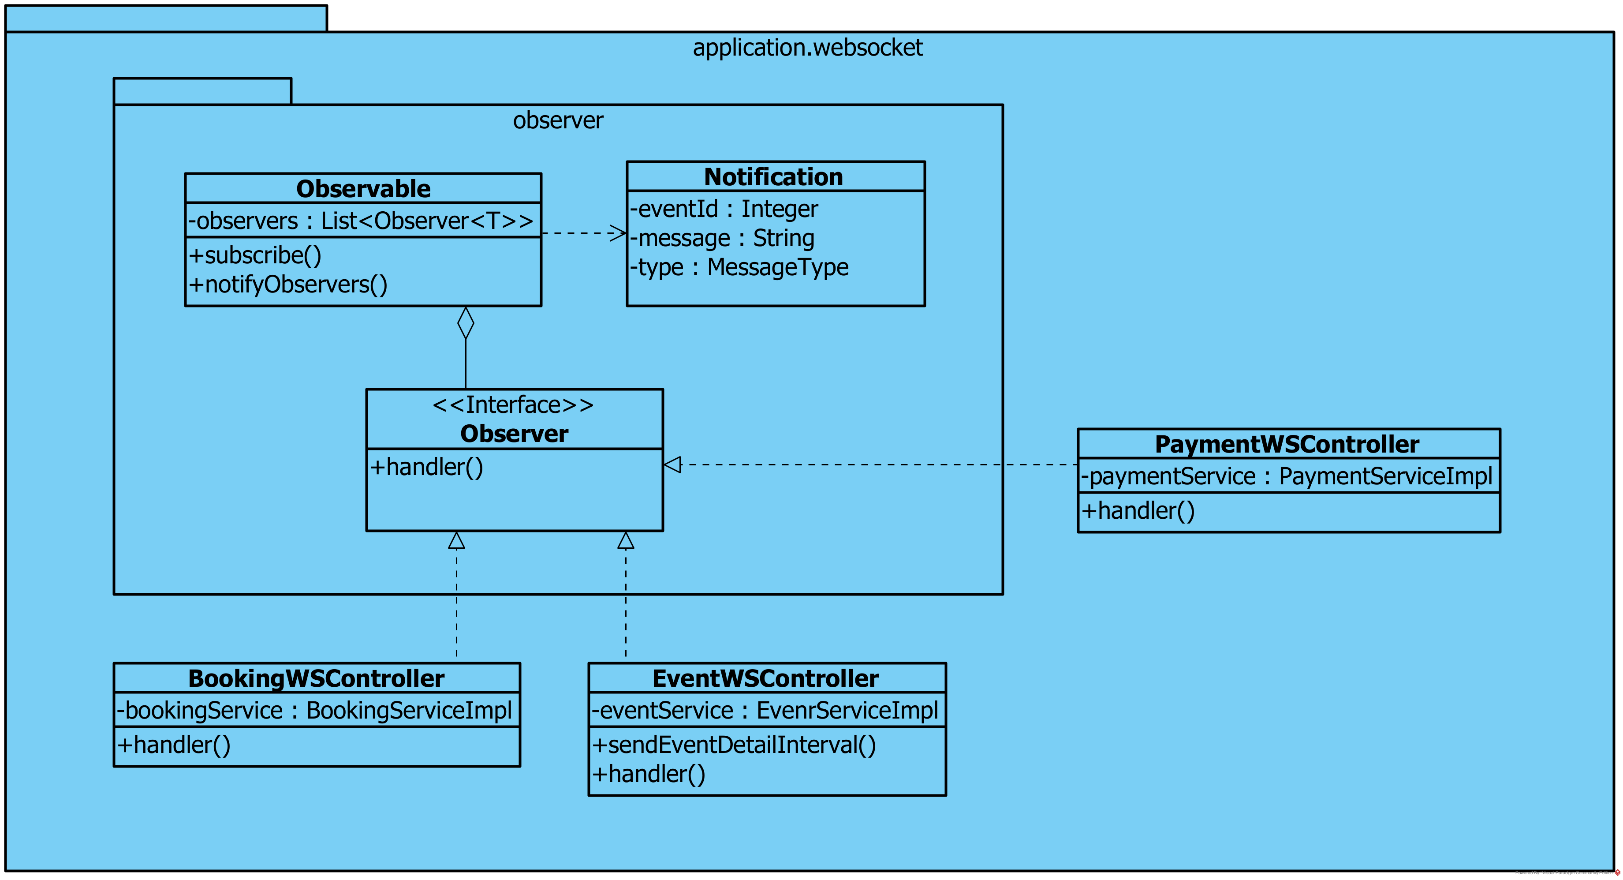 application.websocket
observer
Observable
-observers : List<Observer<T>>
+subscribe()
+notifyObservers()
Notification
-eventId : Integer
-message : String
-type : MessageType
<<Interface>>
Observer
+handler()
PaymentWSController
-paymentService : PaymentServiceImpl
+handler()
BookingWSController
-bookingService : BookingServiceImpl
+handler()
EventWSController
-eventService : EvenrServiceImpl
+sendEventDetailInterval()
+handler()